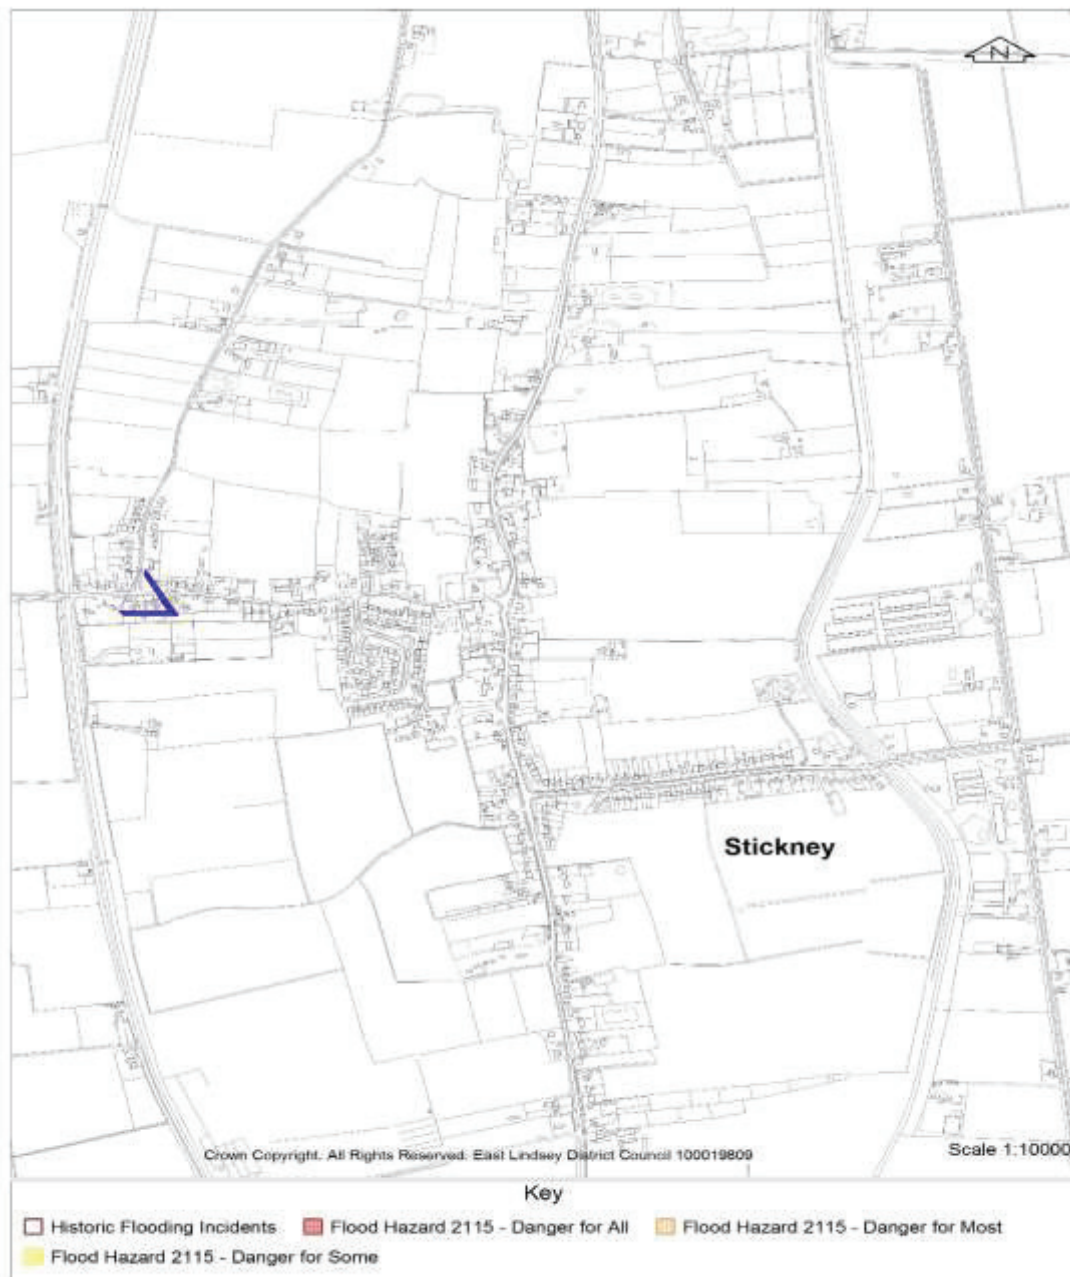 N
Stickney
Crown Copyright. All Rights Reserved. East Lindsey District Council 100019809
Scale 1:10000
Key
Historic Flooding Incidents Flood Hazard 2115 - Danger for All Flood Hazard 2115 - Danger for Most
Flood Hazard 2115 - Danger for Some